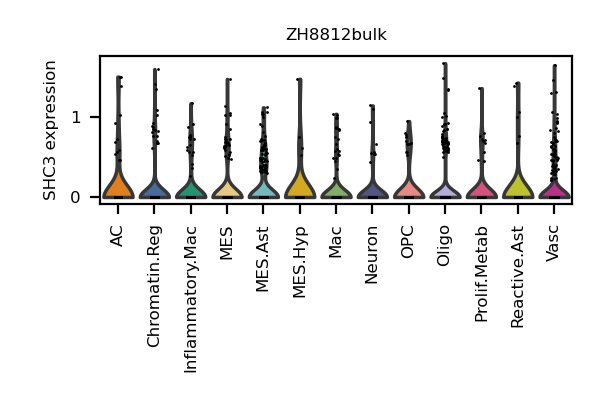 ZH8812bulk
SHC3 expression
1
0
AC
Chromatin.Reg
Inflammatory.Mac
MES
MES.Ast
MES.Hyp
Mac
Neuron
OPC
Oligo
Prolif.Metab
Reactive.Ast
Vasc